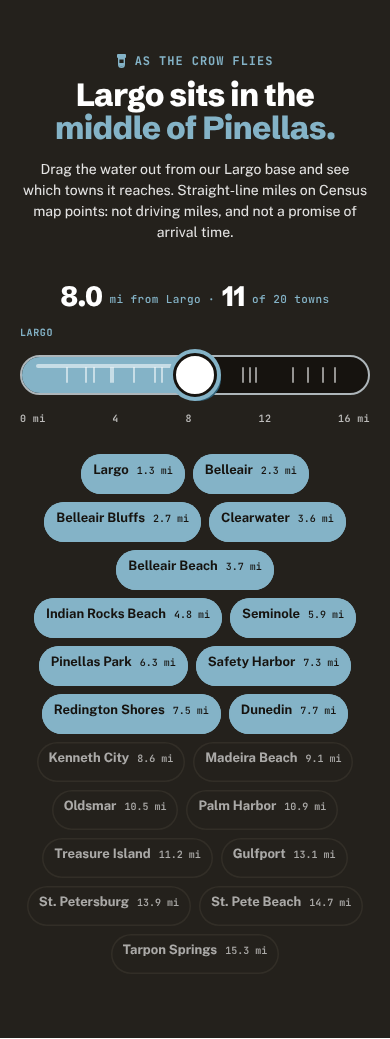 AS THE CROW FLIES
Largo sits in the
middle of Pinellas.
Drag the water out from our Largo base and see
which towns it reaches. Straight-line miles on Census
map points: not driving miles, and not a promise of
arrival time.
8.0 mi from Largo · 11 of 20 towns
LARGO
0 mi 4 8 12 16 mi
Largo 1.3 mi Belleair 2.3 mi
Belleair Bluffs 2.7 mi Clearwater 3.6 mi
Belleair Beach 3.7 mi
Indian Rocks Beach 4.8 mi Seminole 5.9 mi
Pinellas Park 6.3 mi Safety Harbor 7.3 mi
Redington Shores 7.5 mi Dunedin 7.7 mi
Kenneth City 8.6 mi Madeira Beach 9.1 mi
Oldsmar 10.5 mi Palm Harbor 10.9 mi
Treasure Island 11.2 mi Gulfport 13.1 mi
St. Petersburg 13.9 mi St. Pete Beach 14.7 mi
Tarpon Springs 15.3 mi